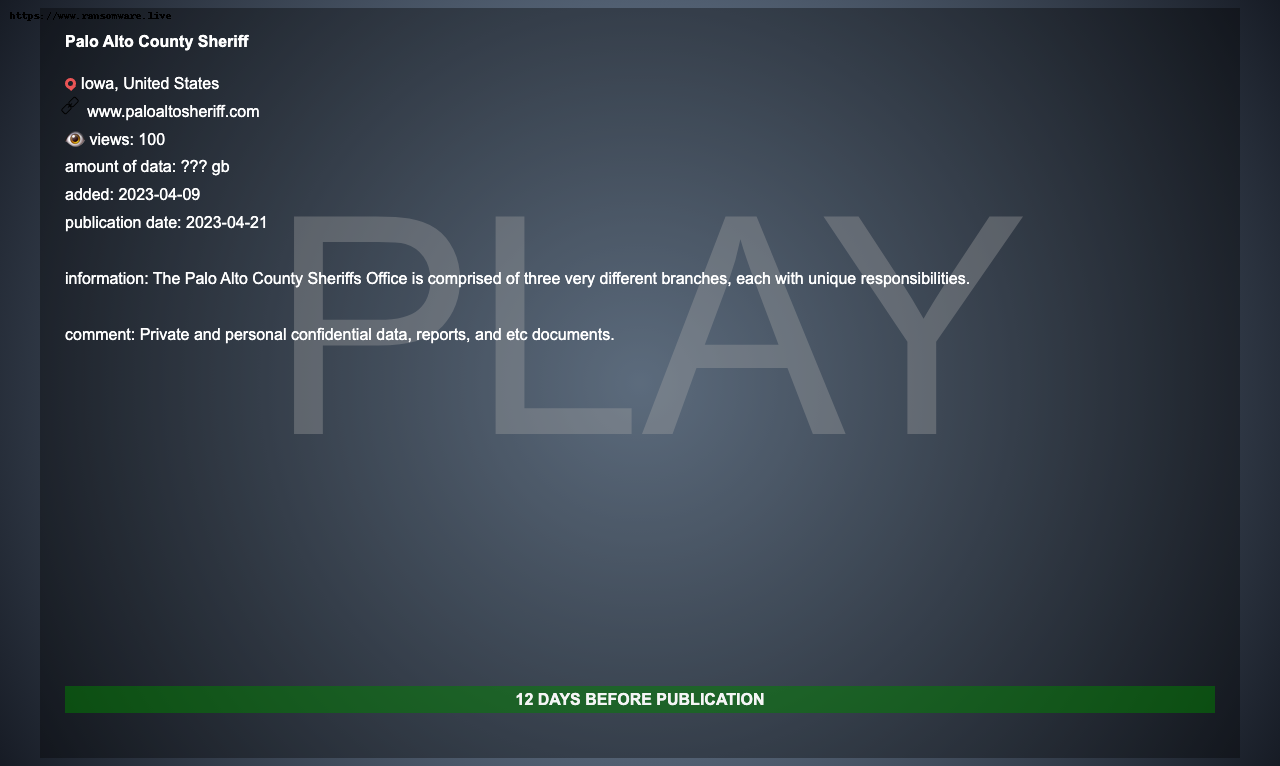 https://www.ransomware.live
Palo Alto County Sheriff
Iowa, United States
www.paloaltosheriff.com
views: 100
amount of data: ??? gb
added: 2023-04-09
publication date: 2023-04-21
PLAY
information: The Palo Alto County Sheriffs Office is comprised of three very different branches, each with unique responsibilities.
comment: Private and personal confidential data, reports, and etc documents.
12 DAYS BEFORE PUBLICATION